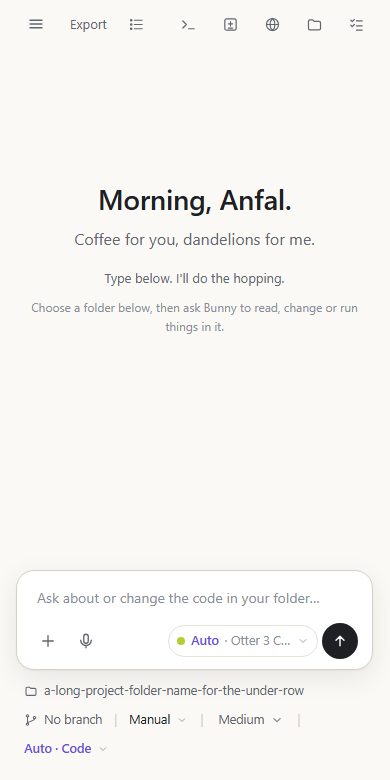 Export
Morning, Anfal.
Coffee for you, dandelions for me.
Type below. I'll do the hopping.
Choose a folder below, then ask Bunny to read, change or run
things in it.
Ask about or change the code in your folder...
Auto · Otter 3 C...
a-long-project-folder-name-for-the-under-row
No branch | Manual | Medium |
Auto · Code